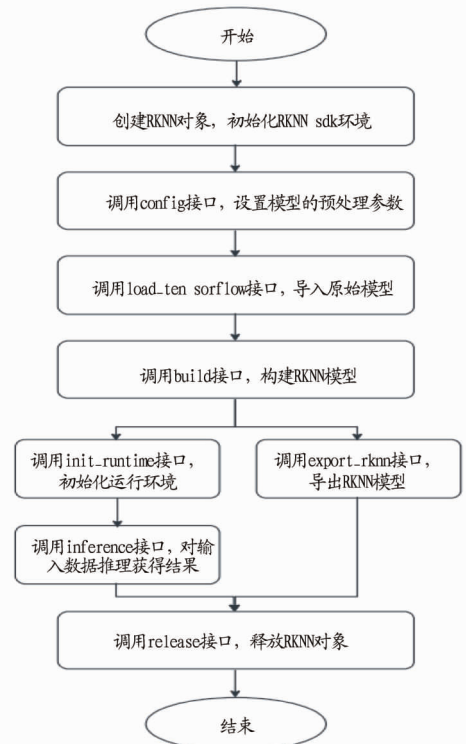 开始
创建RKNN对象，初始化RKNN sdk环境
调用config接口，设置模型的预处理参数
调用load_ten sorflow接口，导入原始模型
调用build接口，构建RKNN模型
调用init_runtime接口，
初始化运行环境
调用export_rknn接口，
导出RKNN模型
调用inference接口，对输
入数据推理获得结果
调用release接口，释放RKNN对象
结束